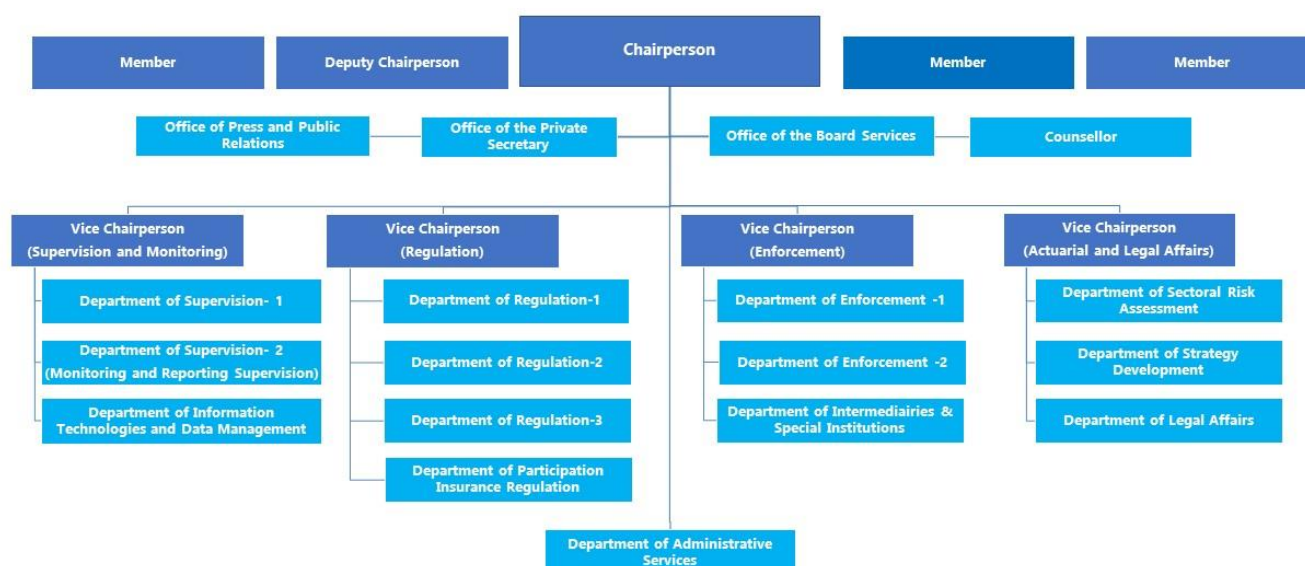 Chairperson
Member
Deputy Chairperson
Member
Member
Office of Press and Public
Relations
Office of the Private
Secretary
Office of the Board Services
Counsellor
Vice Chairperson
(Supervision and Monitoring)
Vice Chairperson
(Regulation)
Vice Chairperson
(Enforcement)
Vice Chairperson
(Actuarial and Legal Affairs)
Department of Supervision- 1
Department of Supervision- 2
(Monitoring and Reporting Supervision)
Department of Information
Technologies and Data Management
Department of Regulation-1
Department of Regulation-2
Department of Regulation-3
Department of Participation
Insurance Regulation
Department of Enforcement -1
Department of Enforcement -2
Department of Intermediairies &
Special Institutions
Department of Sectoral Risk
Assessment
Department of Strategy
Development
Department of Legal Affairs
Department of Administrative
Services